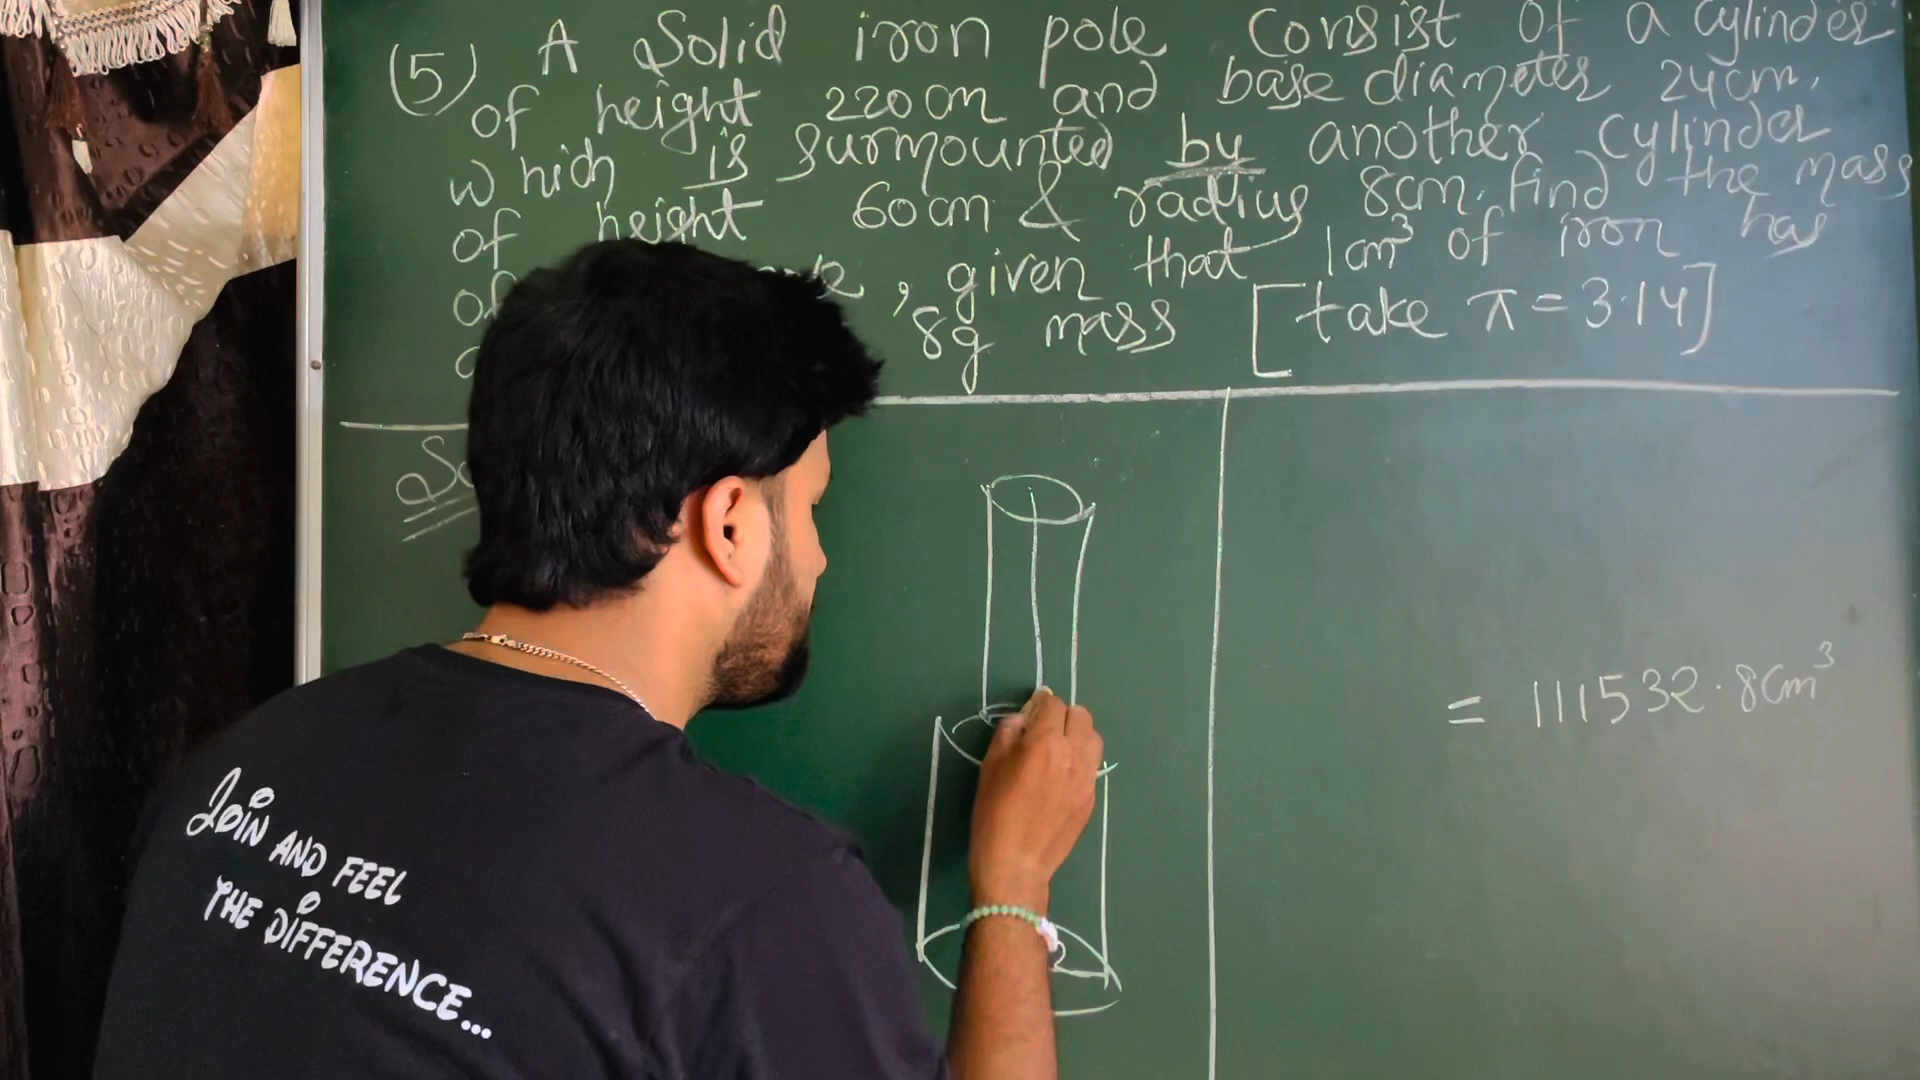 (5) A Solid iron pole Consist of a cylinder
of height 220cm and base diameter 24cm.
which is surmounted by another cylinder
of height 60cm & radius 8cm. find the mass
of , given that 1cm³ of iron has
8g mass [take π = 3.14]
= 111532.8cm³
JOIN AND FEEL
THE DIFFERENCE...